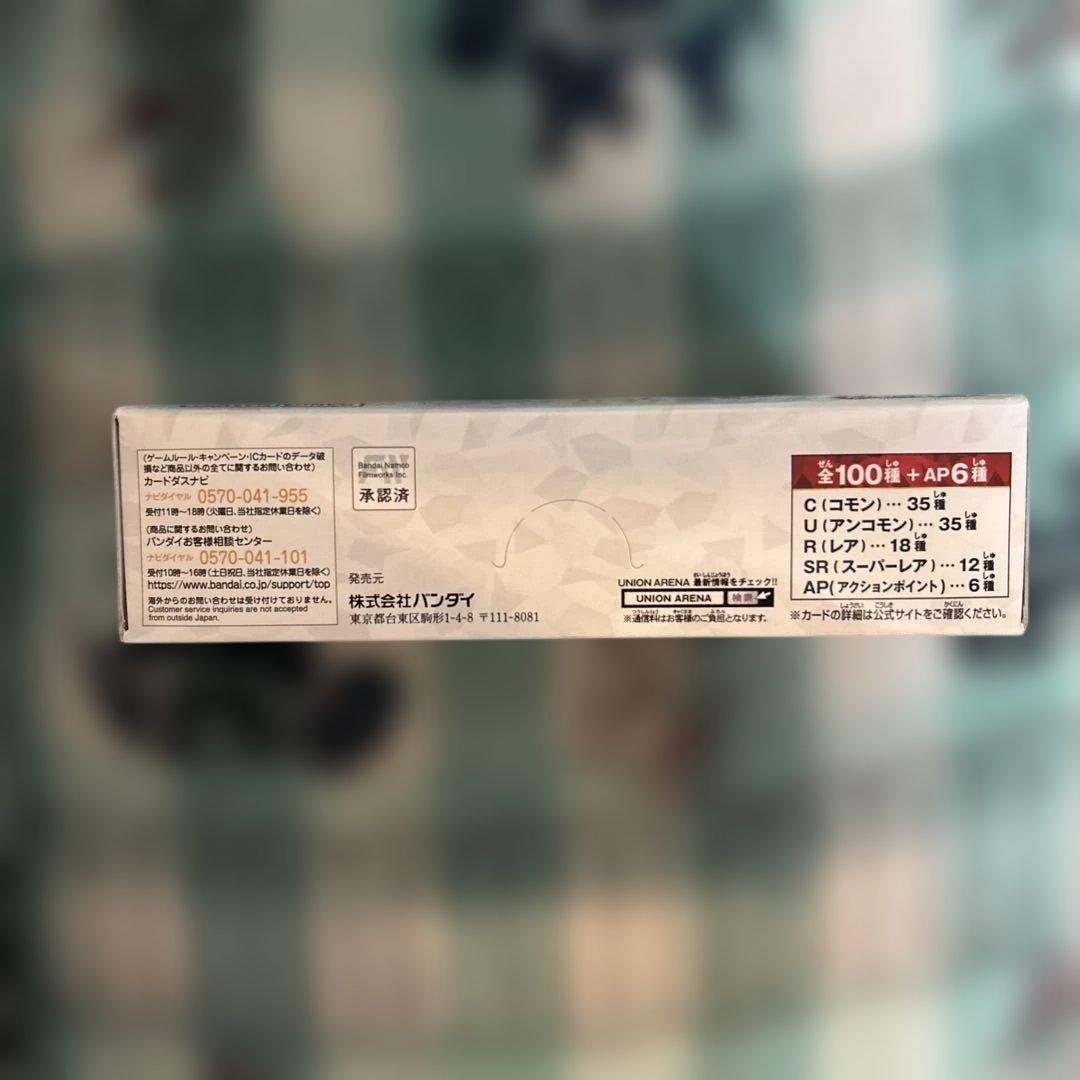 (ゲームルール・キャンペーン・ICカードのデータ破
損など商品以外の全てに関するお問い合わせ)
カードダスナビ
ナビダイヤル 0570-041-955
受付11時～18時(火曜日、当社指定休業日を除く)
(商品に関するお問い合わせ)
バンダイお客様相談センター
ナビダイヤル 0570-041-101
受付10時～16時(土日祝日、当社指定休業日を除く)
https://www.bandai.co.jp/support/top
海外からのお問い合わせは受け付けておりません。
Customer service inquiries are not accepted
from outside Japan.
Bandai Namco
Filmworks Inc.
承認済
発売元
株式会社バンダイ
東京都台東区駒形1-4-8 〒111-8081
UNION ARENA 最新情報をチェック!!
UNION ARENA 検索
※通信料はお客様のご負担となります。
全100種 + AP6種
C (コモン) … 35種
U (アンコモン) … 35種
R (レア) … 18種
SR (スーパーレア) … 12種
AP(アクションポイント) … 6種
※カードの詳細は公式サイトをご確認ください。